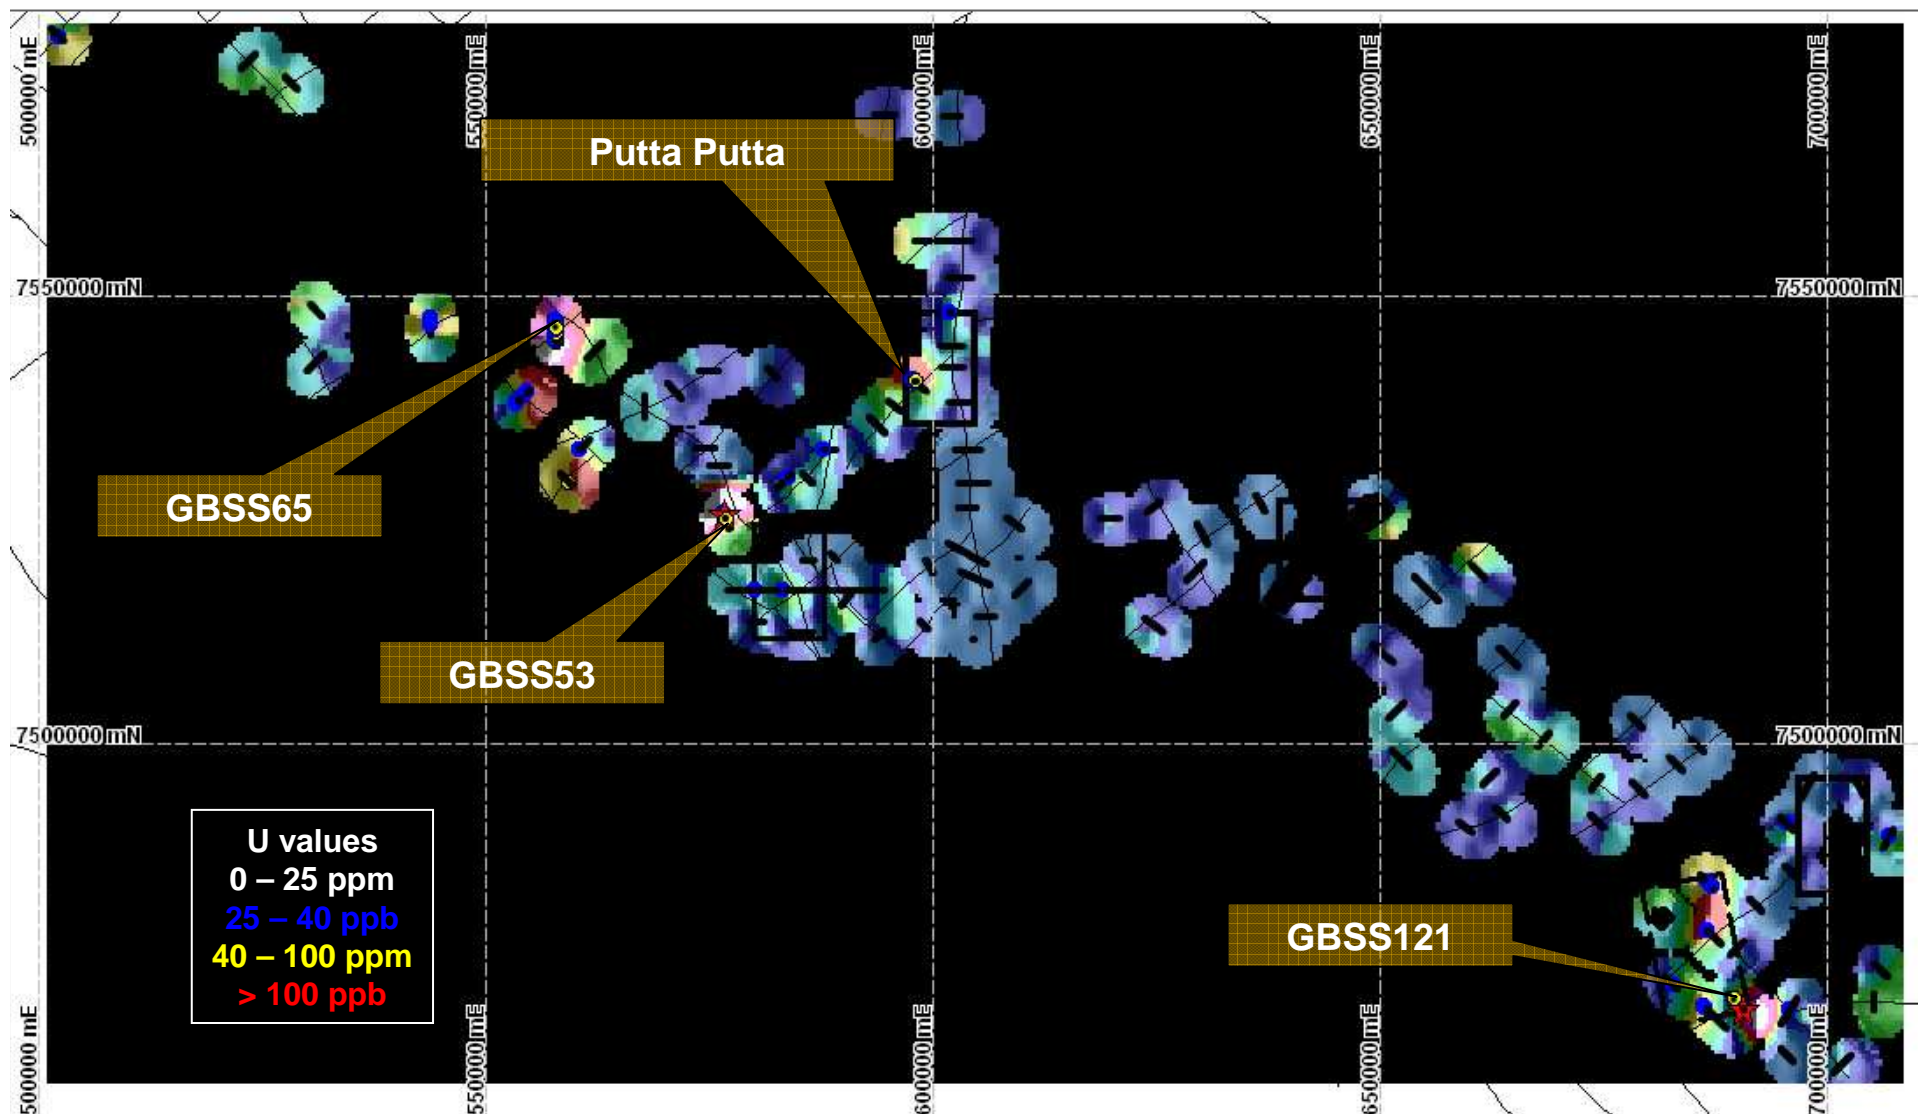 500000 mE
550000 mE
600000 mE
650000 mE
700000 mE
Putta Putta
7550000 mN
7550000 mN
GBSS65
GBSS53
7500000 mN
7500000 mN
U values
0 – 25 ppm
25 – 40 ppb
40 – 100 ppm
> 100 ppb
GBSS121
500000 mE
550000 mE
600000 mE
650000 mE
700000 mE